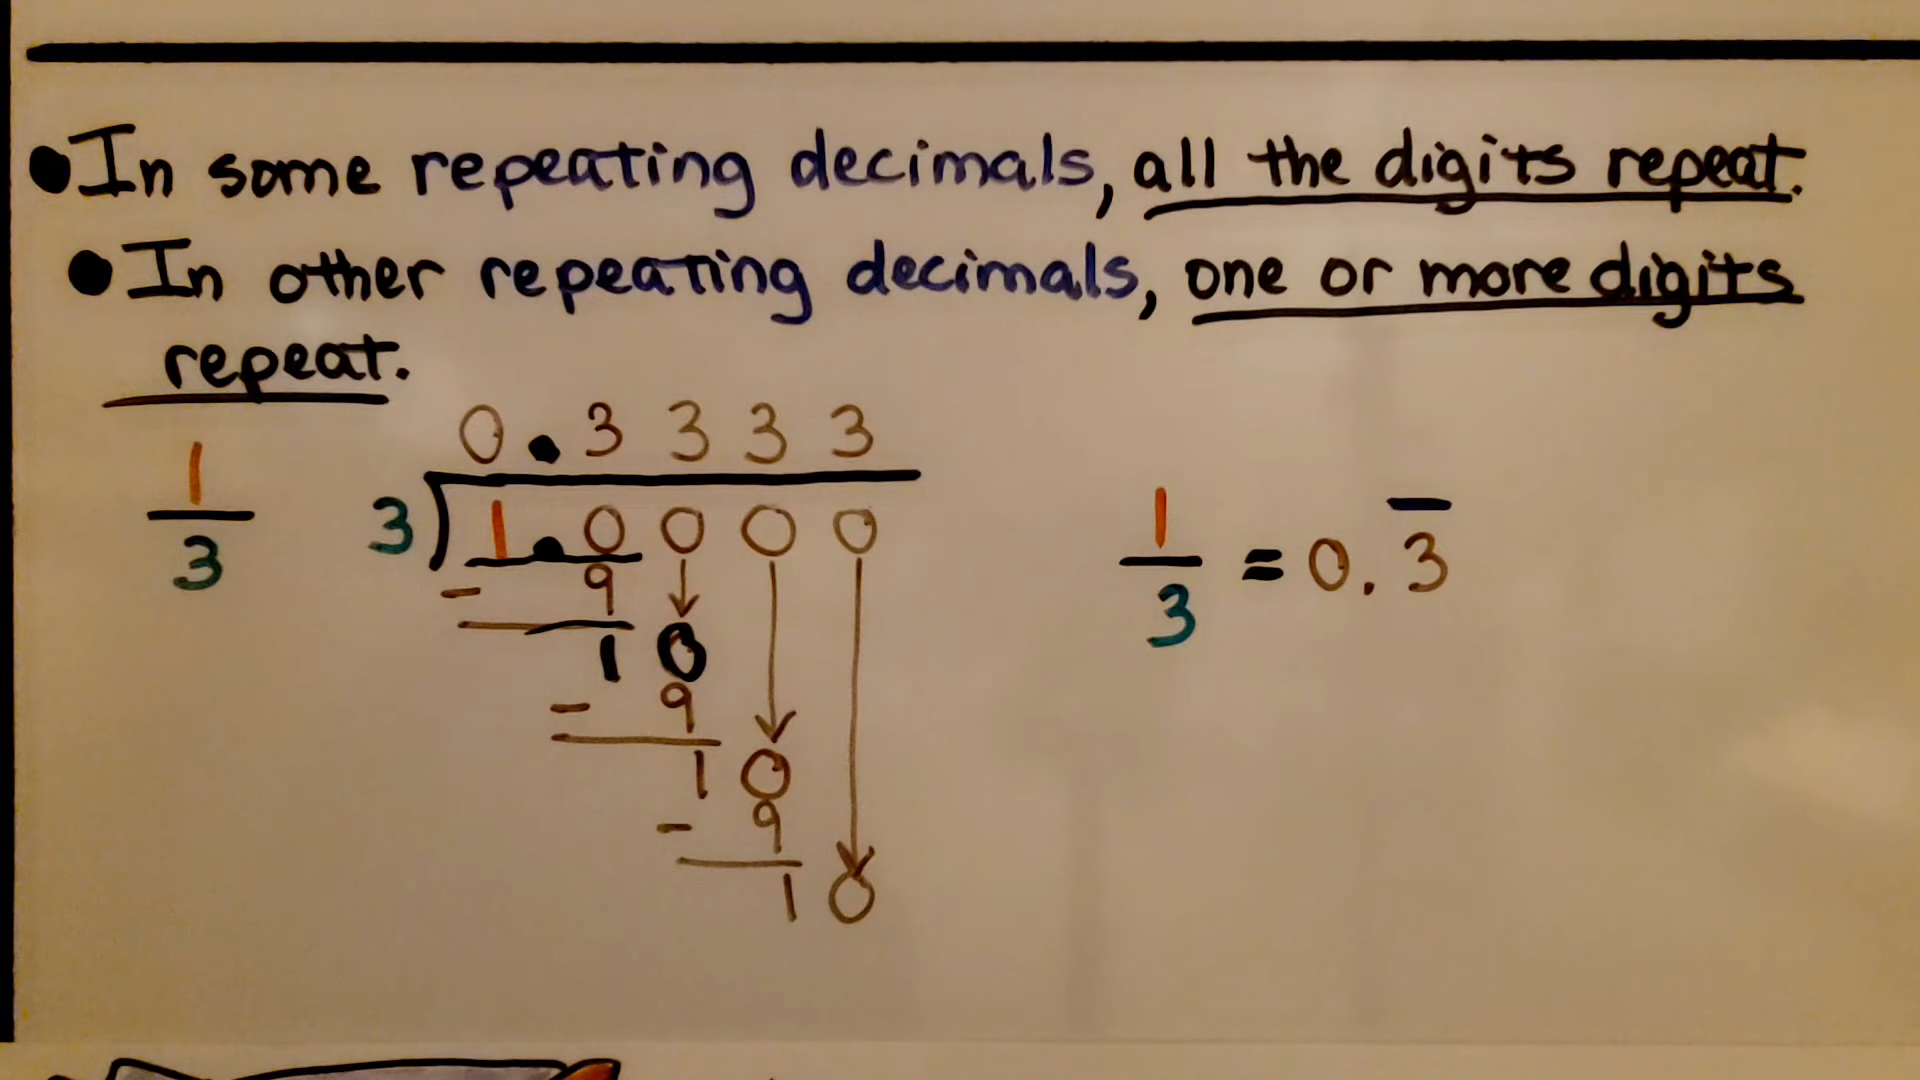 •In some repeating decimals, all the digits repeat.
•In other repeating decimals, one or more digits
repeat.
0.3333
1/3
3)1.0000
- 9
10
- 9
10
- 9
10
1/3 = 0.3̅